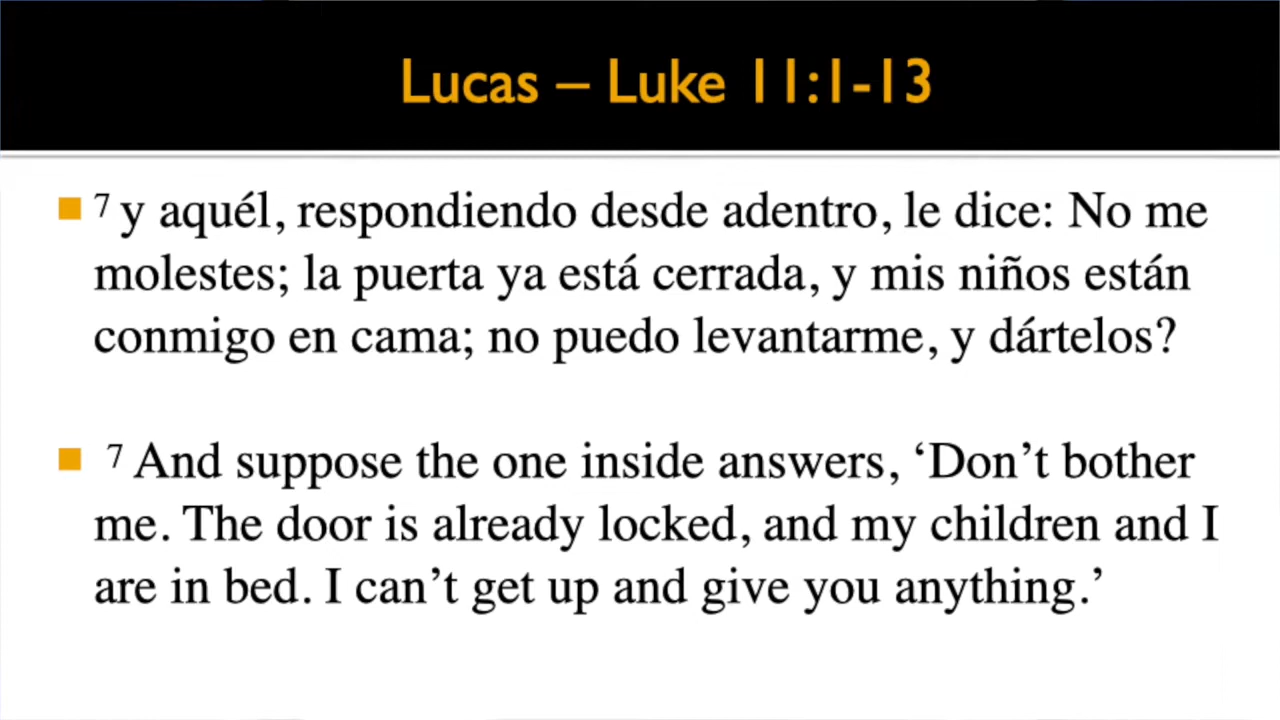 Lucas – Luke 11:1-13
■ ⁷ y aquél, respondiendo desde adentro, le dice: No me
molestes; la puerta ya está cerrada, y mis niños están
conmigo en cama; no puedo levantarme, y dártelos?
■ ⁷ And suppose the one inside answers, ‘Don’t bother
me. The door is already locked, and my children and I
are in bed. I can’t get up and give you anything.’